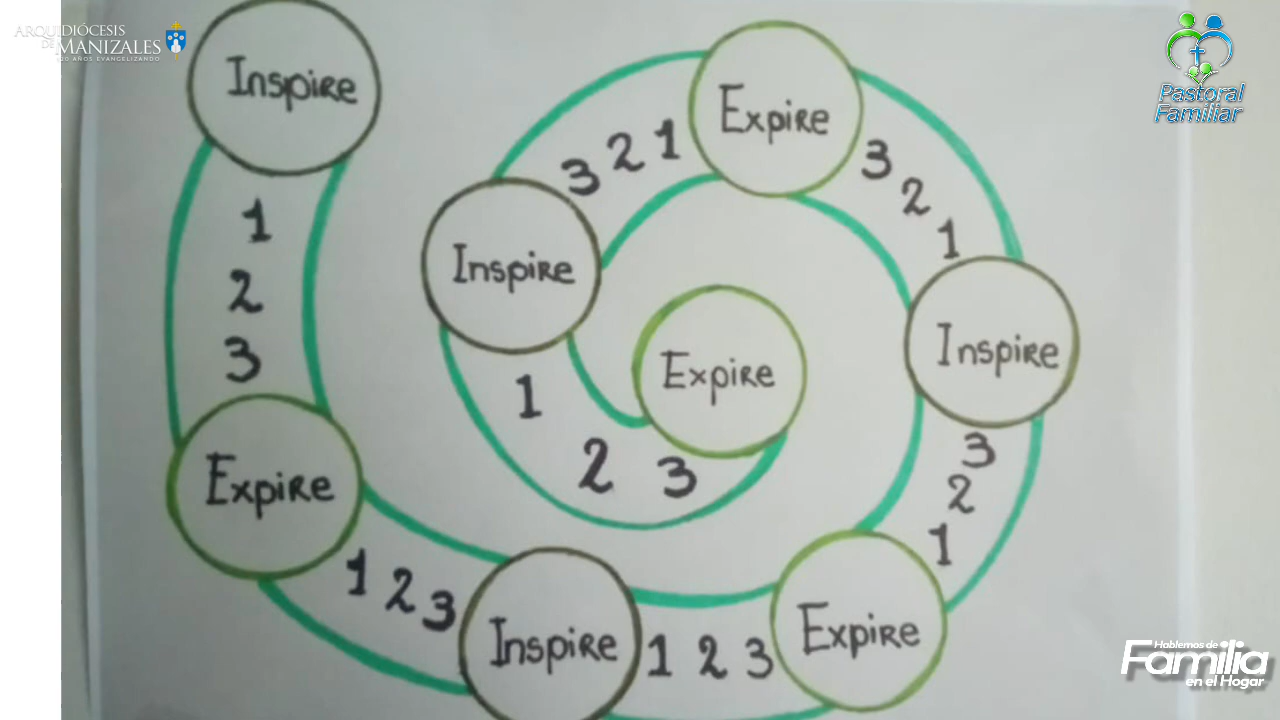 ARQUIDIÓCESIS
DE MANIZALES
EVANGELIZANDO
Pastoral
Familiar
Inspire
1
2
3
Expire
1 2 3
Inspire
1 2 3
Expire
1
2
3
Inspire
1
2
3
Expire
3 2 1
Inspire
1
2 3
Expire
Hablemos de
Familia
en el Hogar